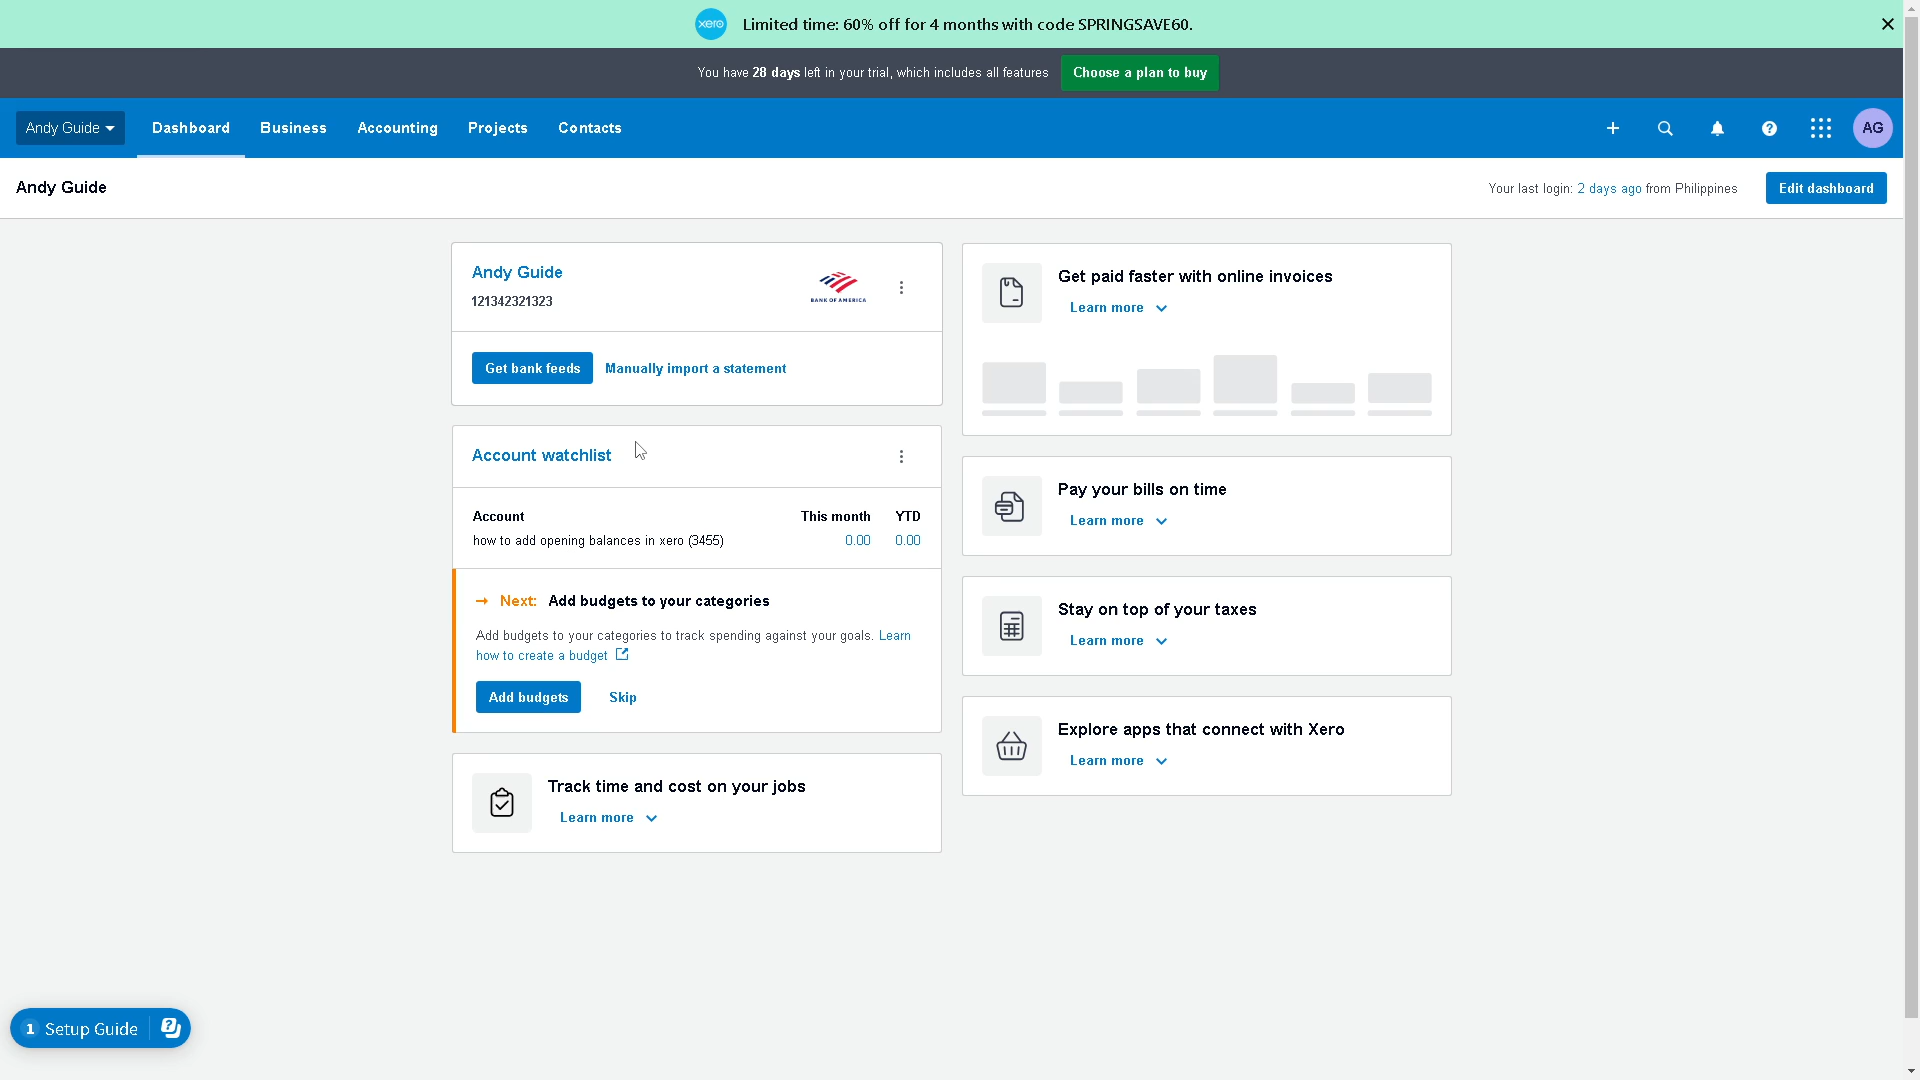 xero Limited time: 60% off for 4 months with code SPRINGSAVE60.
You have 28 days left in your trial, which includes all features Choose a plan to buy
Andy Guide Dashboard Business Accounting Projects Contacts AG
Andy Guide
Your last login: 2 days ago from Philippines Edit dashboard
Andy Guide
121342321323
BANK OF AMERICA
Get bank feeds Manually import a statement
Account watchlist
Account This month YTD
how to add opening balances in xero (3455) 0.00 0.00
→ Next: Add budgets to your categories
Add budgets to your categories to track spending against your goals. Learn
how to create a budget
Add budgets Skip
Track time and cost on your jobs
Learn more
Get paid faster with online invoices
Learn more
Pay your bills on time
Learn more
Stay on top of your taxes
Learn more
Explore apps that connect with Xero
Learn more
1 Setup Guide ?